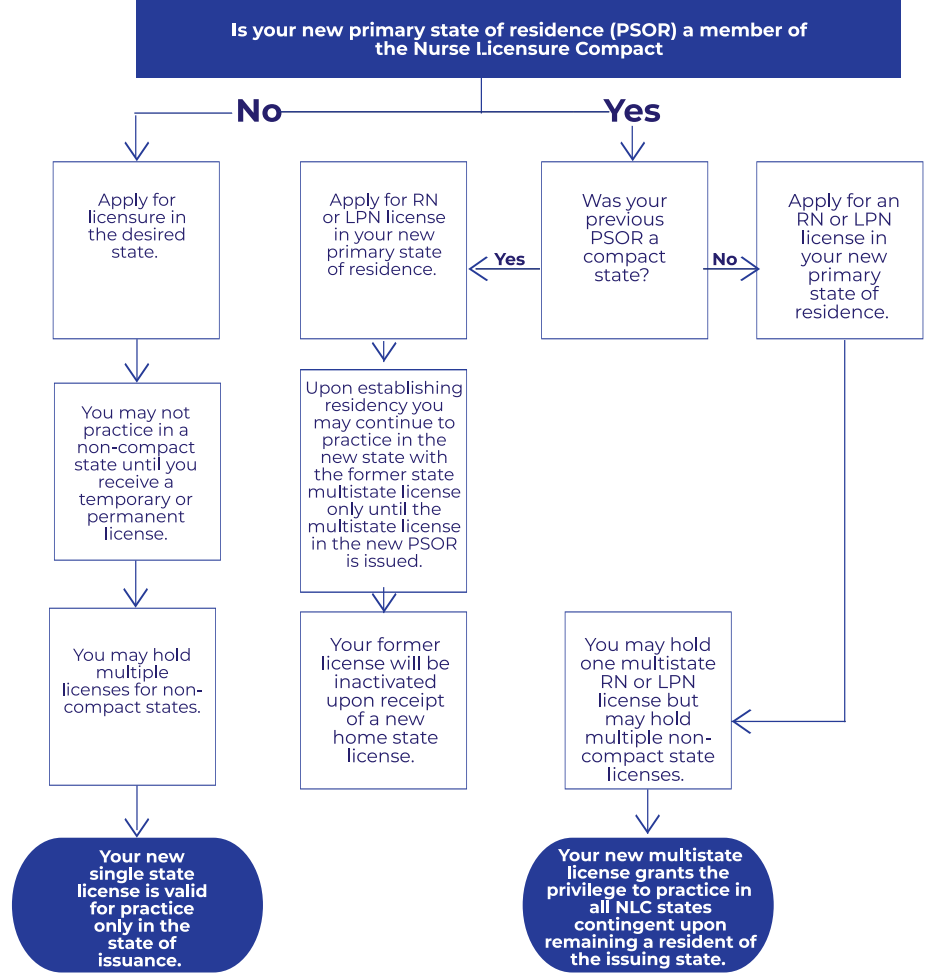 Is your new primary state of residence (PSOR) a member of
the Nurse Licensure Compact
No
Yes
Apply for
licensure in
the desired
state.
Apply for RN
or LPN license
in your new
primary state
of residence.
Yes
Was your
previous
PSOR a
compact
state?
No
Apply for an
RN or LPN
license in
your new
primary
state of
residence.
You may not
practice in a
non-compact
state until you
receive a
temporary or
permanent
license.
Upon establishing
residency you
may continue to
practice in the
new state with
the former state
multistate license
only until the
multistate license
in the new PSOR
is issued.
You may hold
multiple
licenses for non-
compact states.
Your former
license will be
inactivated
upon receipt
of a new
home state
license.
You may hold
one multistate
RN or LPN
license but
may hold
multiple non-
compact state
licenses.
Your new
single state
license is valid
for practice
only in the
state of
issuance.
Your new multistate
license grants the
privilege to practice in
all NLC states
contingent upon
remaining a resident of
the issuing state.